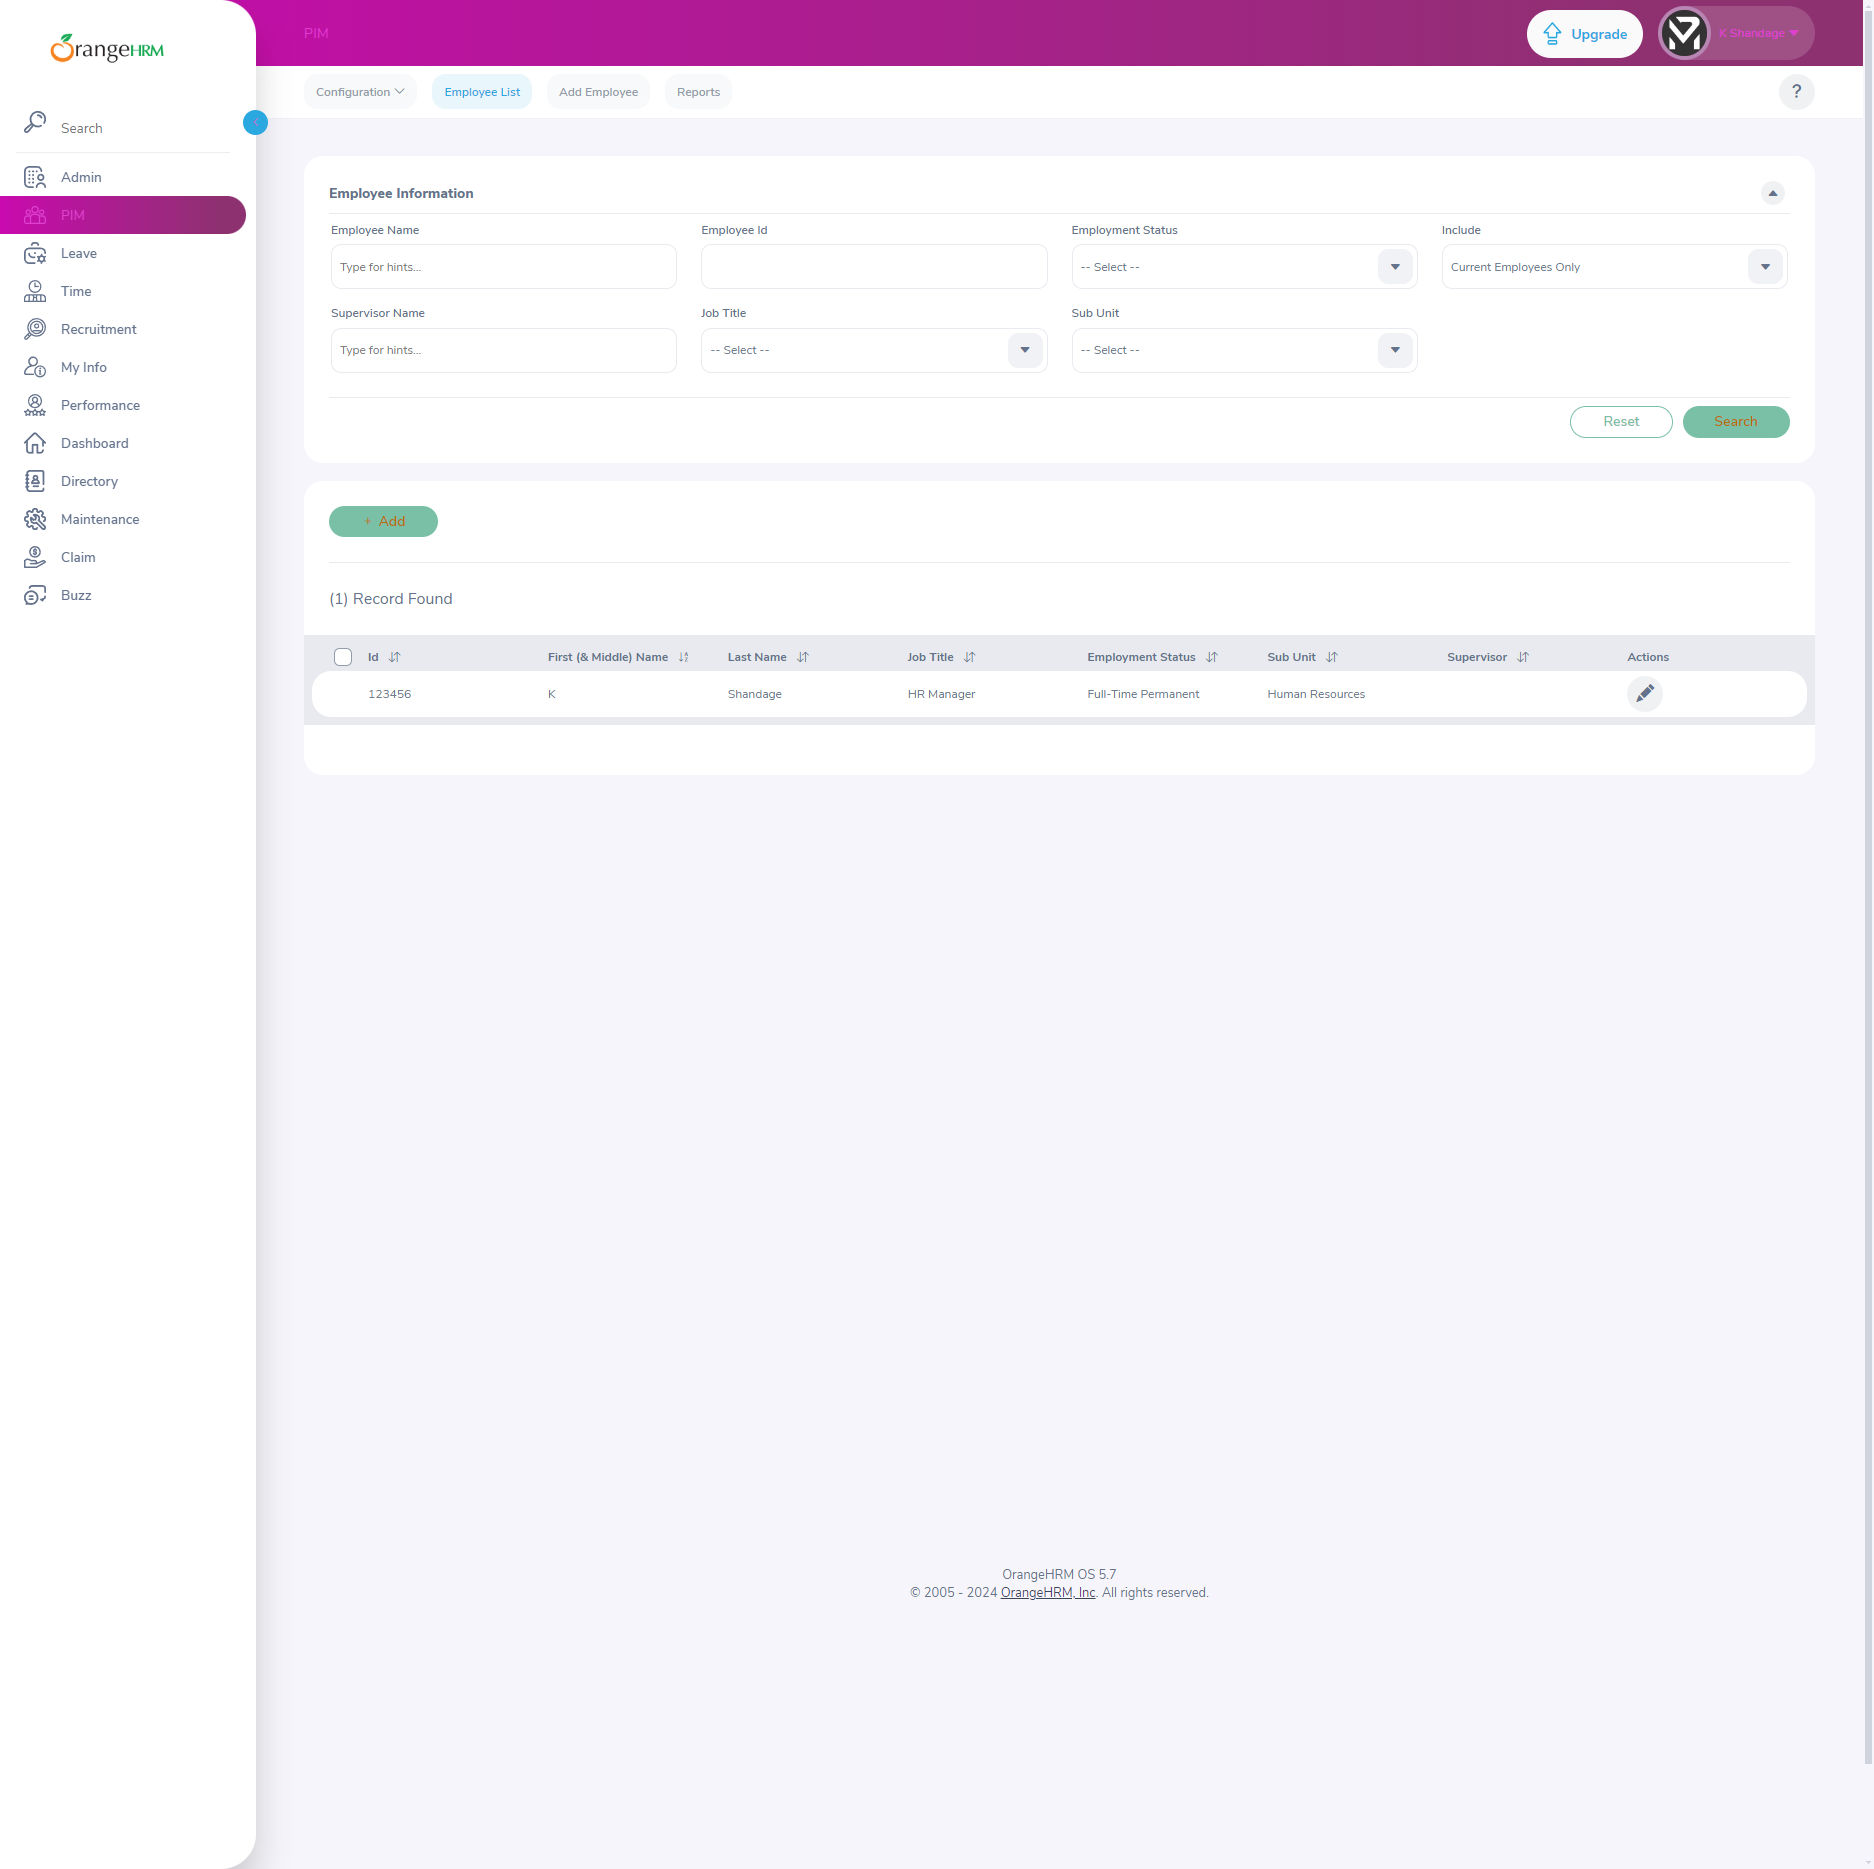 OrangeHRM
Search
Admin
PIM
Leave
Time
Recruitment
My Info
Performance
Dashboard
Directory
Maintenance
Claim
Buzz
PIM
Upgrade
K Shandage
Configuration
Employee List
Add Employee
Reports
?
Employee Information
Employee Name
Employee Id
Employment Status
Include
Type for hints...
-- Select --
Current Employees Only
Supervisor Name
Job Title
Sub Unit
Type for hints...
-- Select --
-- Select --
Reset
Search
+ Add
(1) Record Found
Id
First (& Middle) Name
Last Name
Job Title
Employment Status
Sub Unit
Supervisor
Actions
123456
K
Shandage
HR Manager
Full-Time Permanent
Human Resources
OrangeHRM OS 5.7
© 2005 - 2024 OrangeHRM, Inc. All rights reserved.